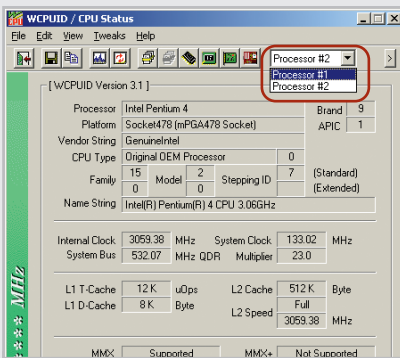 WCPUID / CPU Status
File Edit View Tweaks Help
Processor #2
Processor #1
Processor #2
[ WCPUID Version 3.1 ]
Processor Intel Pentium 4 Brand 9
Platform Socket478 (mPGA478 Socket) APIC 1
Vendor String GenuineIntel
CPU Type Original OEM Processor 0
Family 15 Model 2 Stepping ID 7 (Standard)
0 0 (Extended)
Name String Intel(R) Pentium(R) 4 CPU 3.06GHz
Internal Clock 3059.38 MHz System Clock 133.02 MHz
System Bus 532.07 MHz QDR Multiplier 23.0
L1 T-Cache 12 K uOps L2 Cache 512 K Byte
L1 D-Cache 8 K Byte L2 Speed Full
3059.38 MHz
MMX Supported MMX+ Not Supported
**** MHz